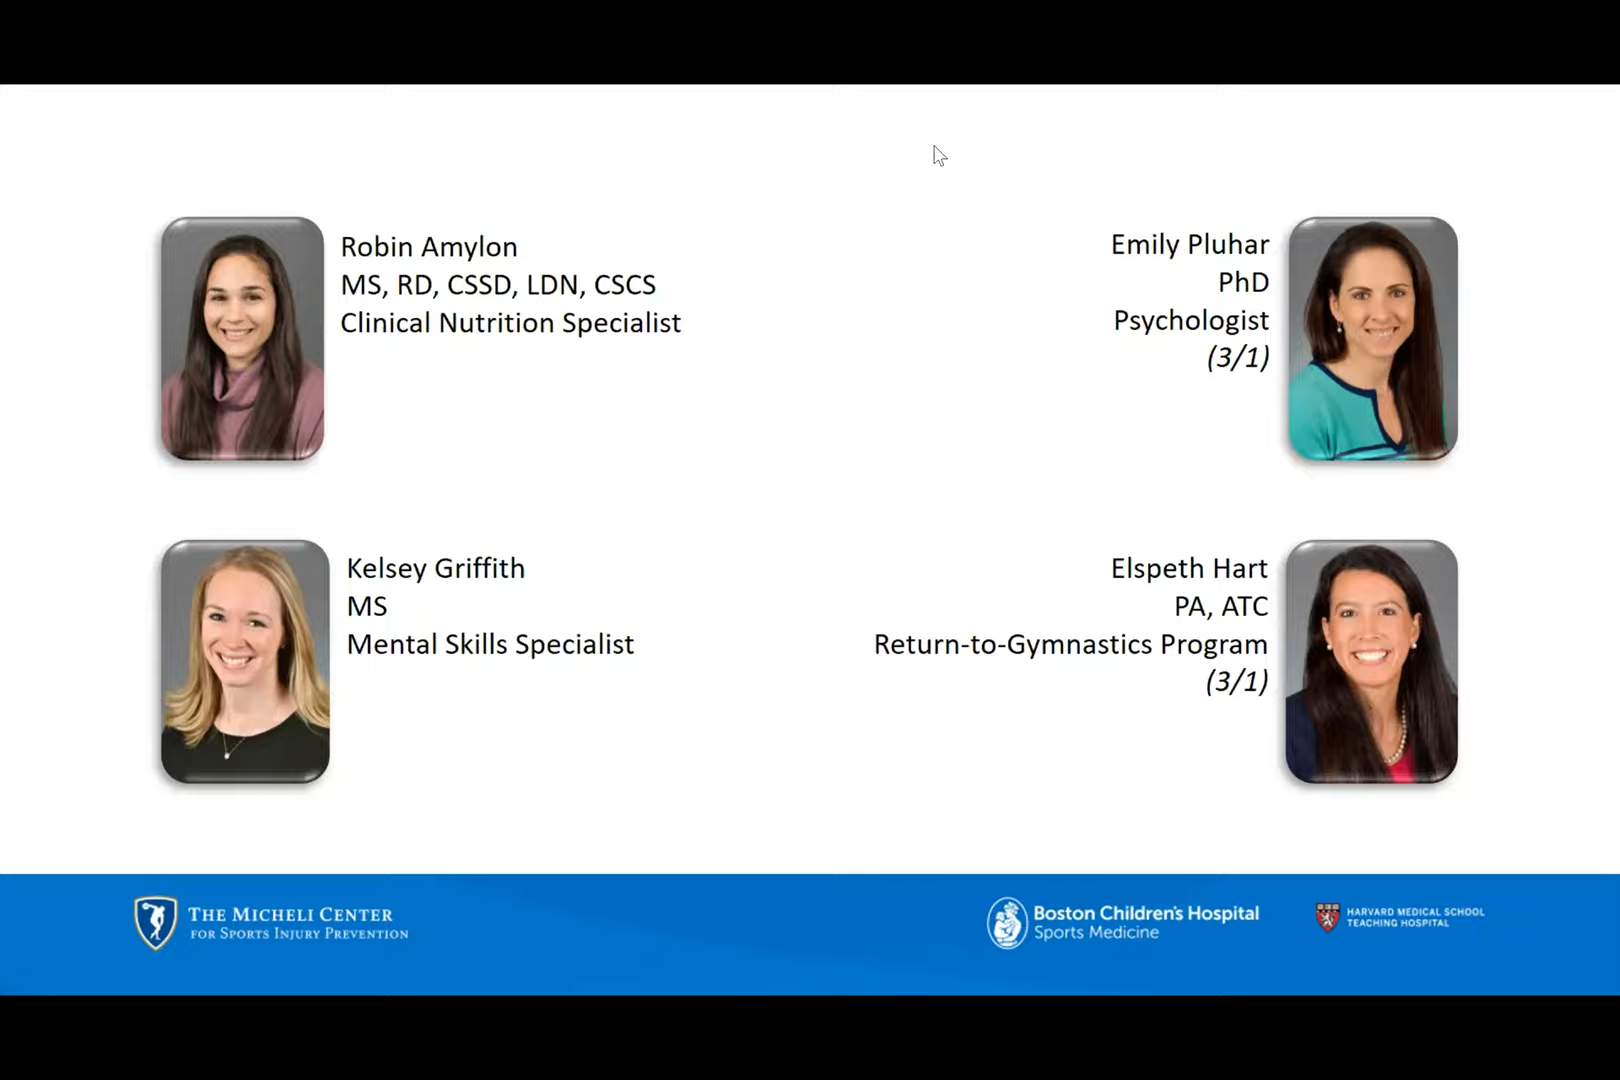 Robin Amylon
MS, RD, CSSD, LDN, CSCS
Clinical Nutrition Specialist
Emily Pluhar
PhD
Psychologist
(3/1)
Kelsey Griffith
MS
Mental Skills Specialist
Elspeth Hart
PA, ATC
Return-to-Gymnastics Program
(3/1)
THE MICHELI CENTER
FOR SPORTS INJURY PREVENTION
Boston Children's Hospital
Sports Medicine
HARVARD MEDICAL SCHOOL
TEACHING HOSPITAL